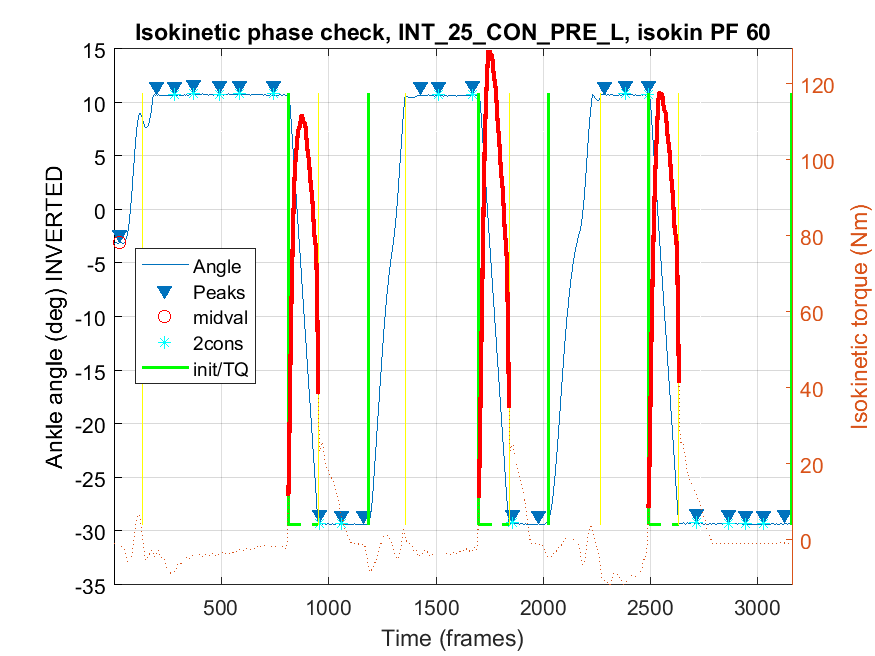 Isokinetic phase check, INT_25_CON_PRE_L, isokin PF 60
Ankle angle (deg) INVERTED
15
10
5
0
-5
-10
-15
-20
-25
-30
-35
Angle
Peaks
midval
2cons
init/TQ
120
100
80
60
40
20
0
Isokinetic torque (Nm)
500
1000
1500
2000
2500
3000
Time (frames)